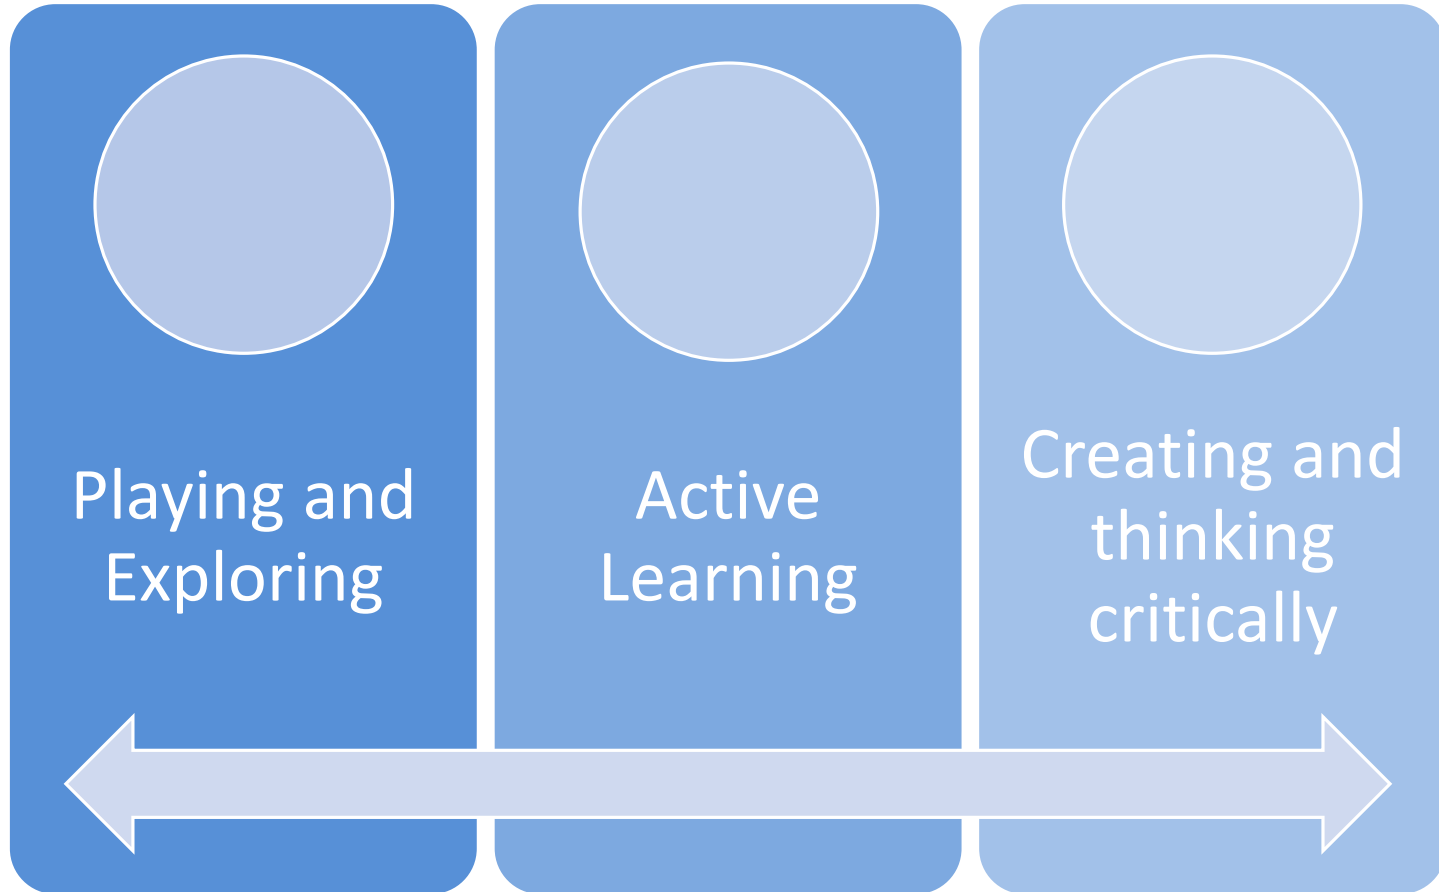 Playing and
Exploring
Active
Learning
Creating and
thinking
critically